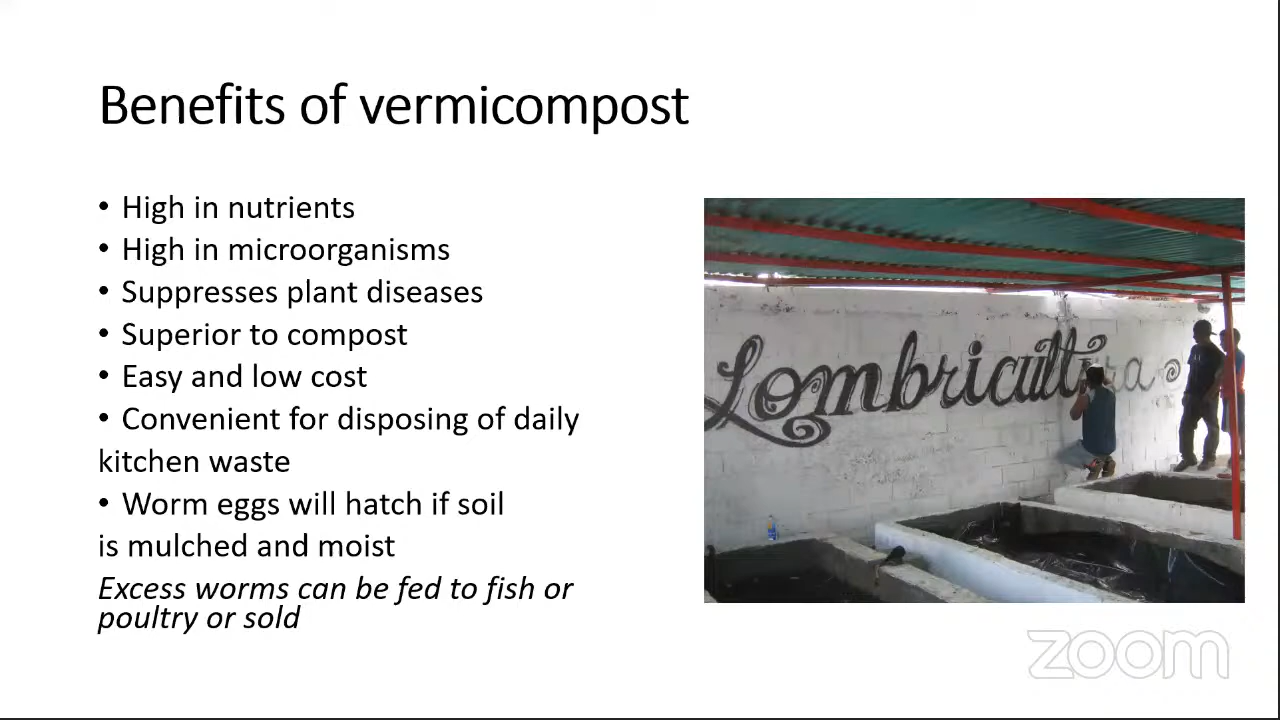 Benefits of vermicompost
• High in nutrients
• High in microorganisms
• Suppresses plant diseases
• Superior to compost
• Easy and low cost
• Convenient for disposing of daily
kitchen waste
• Worm eggs will hatch if soil
is mulched and moist
Excess worms can be fed to fish or
poultry or sold
Lombricultura
zoom